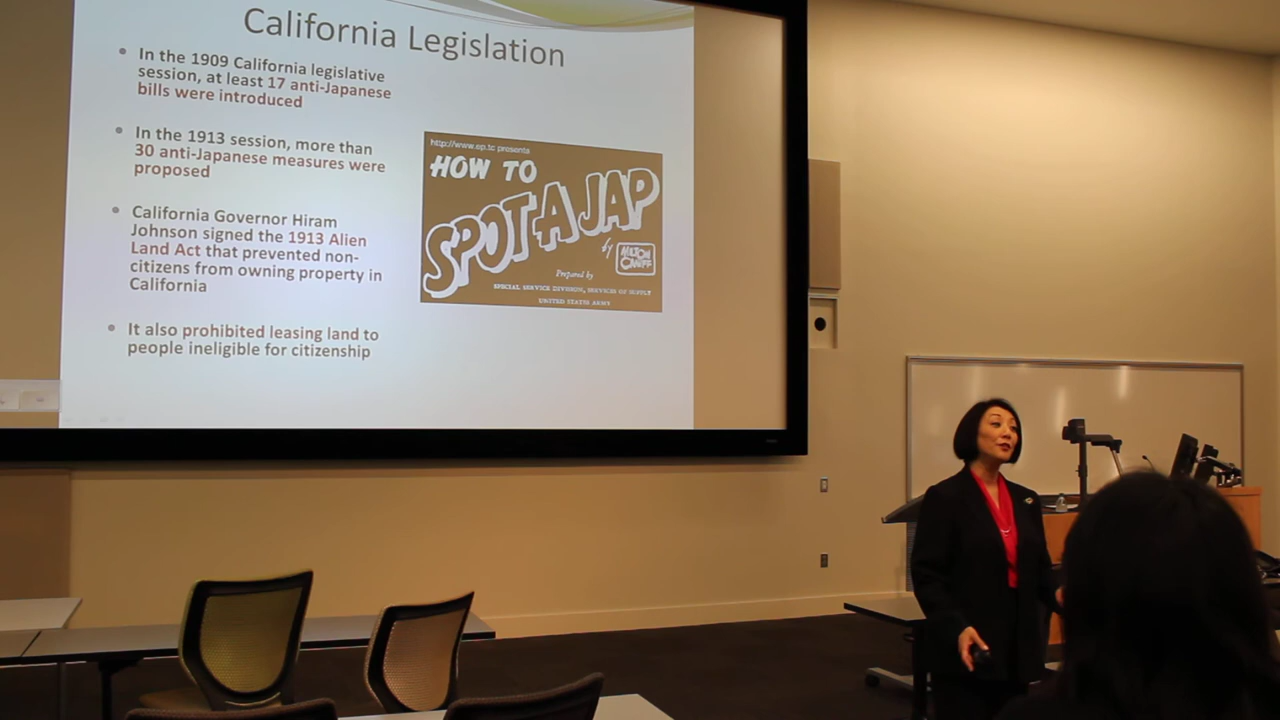 California Legislation
• In the 1909 California legislative
session, at least 17 anti-Japanese
bills were introduced
• In the 1913 session, more than
30 anti-Japanese measures were
proposed
• California Governor Hiram
Johnson signed the 1913 Alien
Land Act that prevented non-
citizens from owning property in
California
• It also prohibited leasing land to
people ineligible for citizenship
http://www.ep.tc presents
HOW TO
SPOT A JAP
by MILTON
CANIFF
Prepared by
SPECIAL SERVICE DIVISION, SERVICES OF SUPPLY
UNITED STATES ARMY